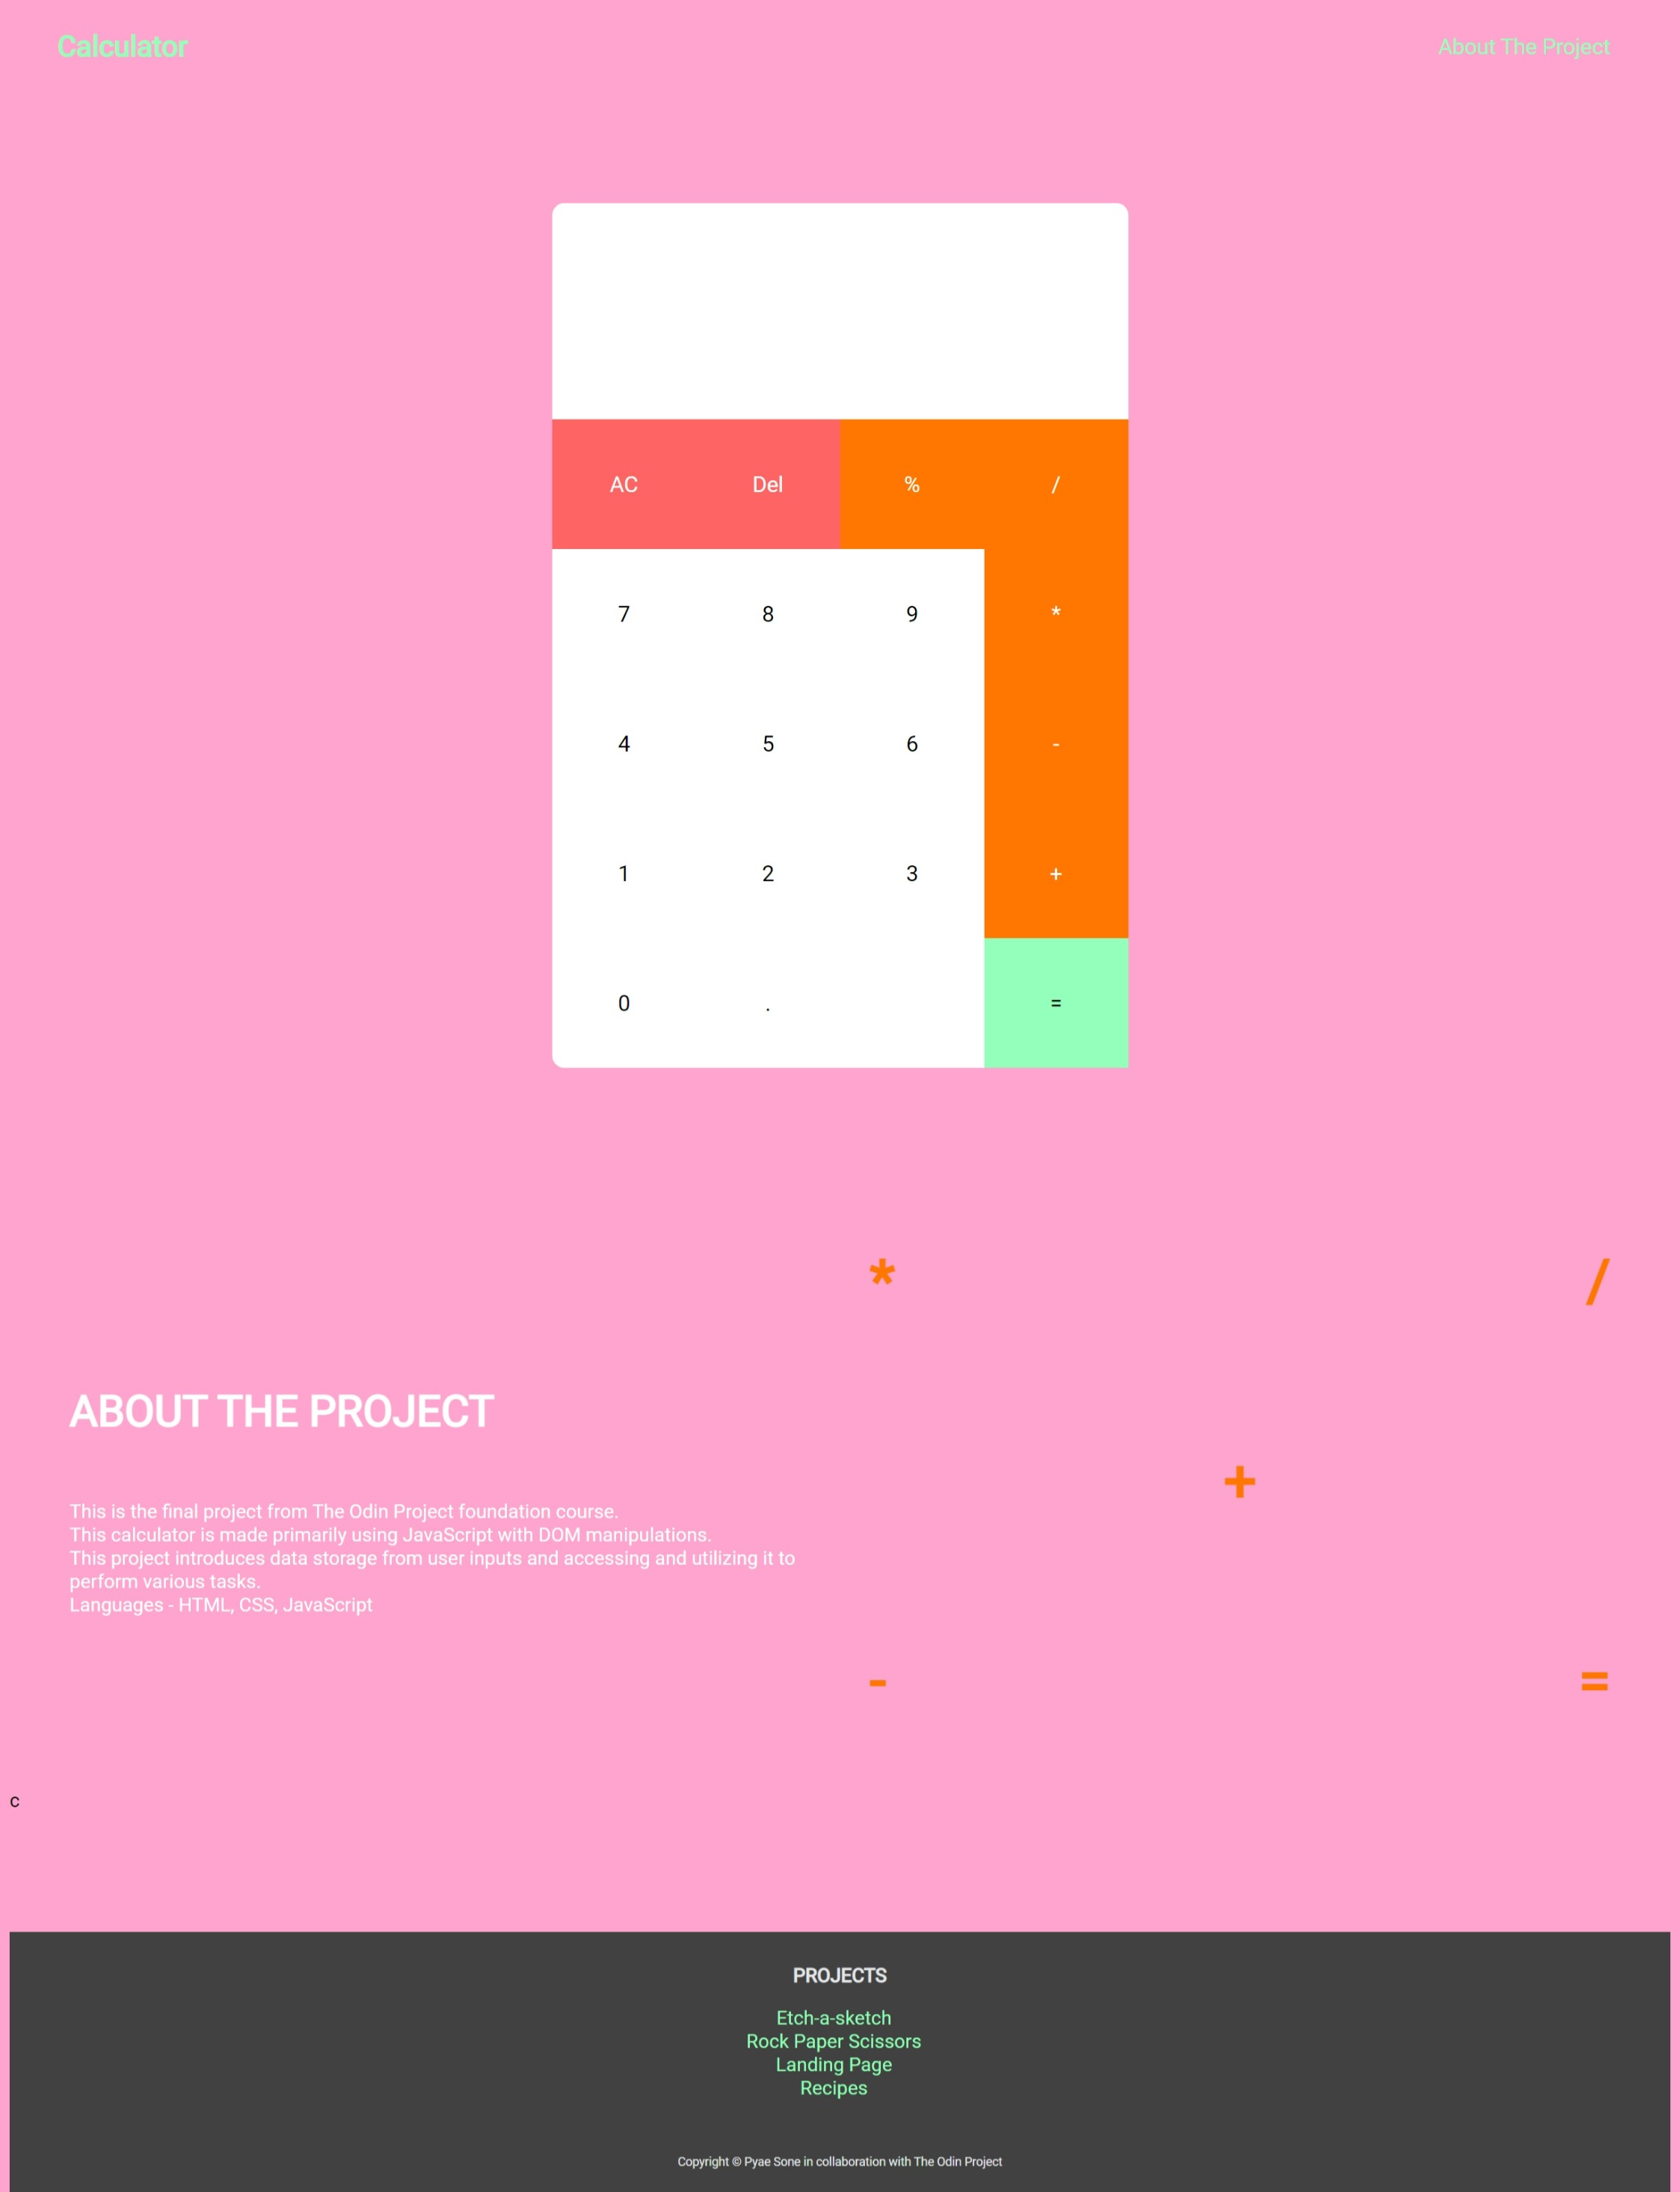 Calculator
About The Project
AC Del % /
7 8 9 *
4 5 6 -
1 2 3 +
0 . =
* /
ABOUT THE PROJECT
+
This is the final project from The Odin Project foundation course.
This calculator is made primarily using JavaScript with DOM manipulations.
This project introduces data storage from user inputs and accessing and utilizing it to
perform various tasks.
Languages - HTML, CSS, JavaScript
- =
c
PROJECTS
Etch-a-sketch
Rock Paper Scissors
Landing Page
Recipes
Copyright © Pyae Sone in collaboration with The Odin Project